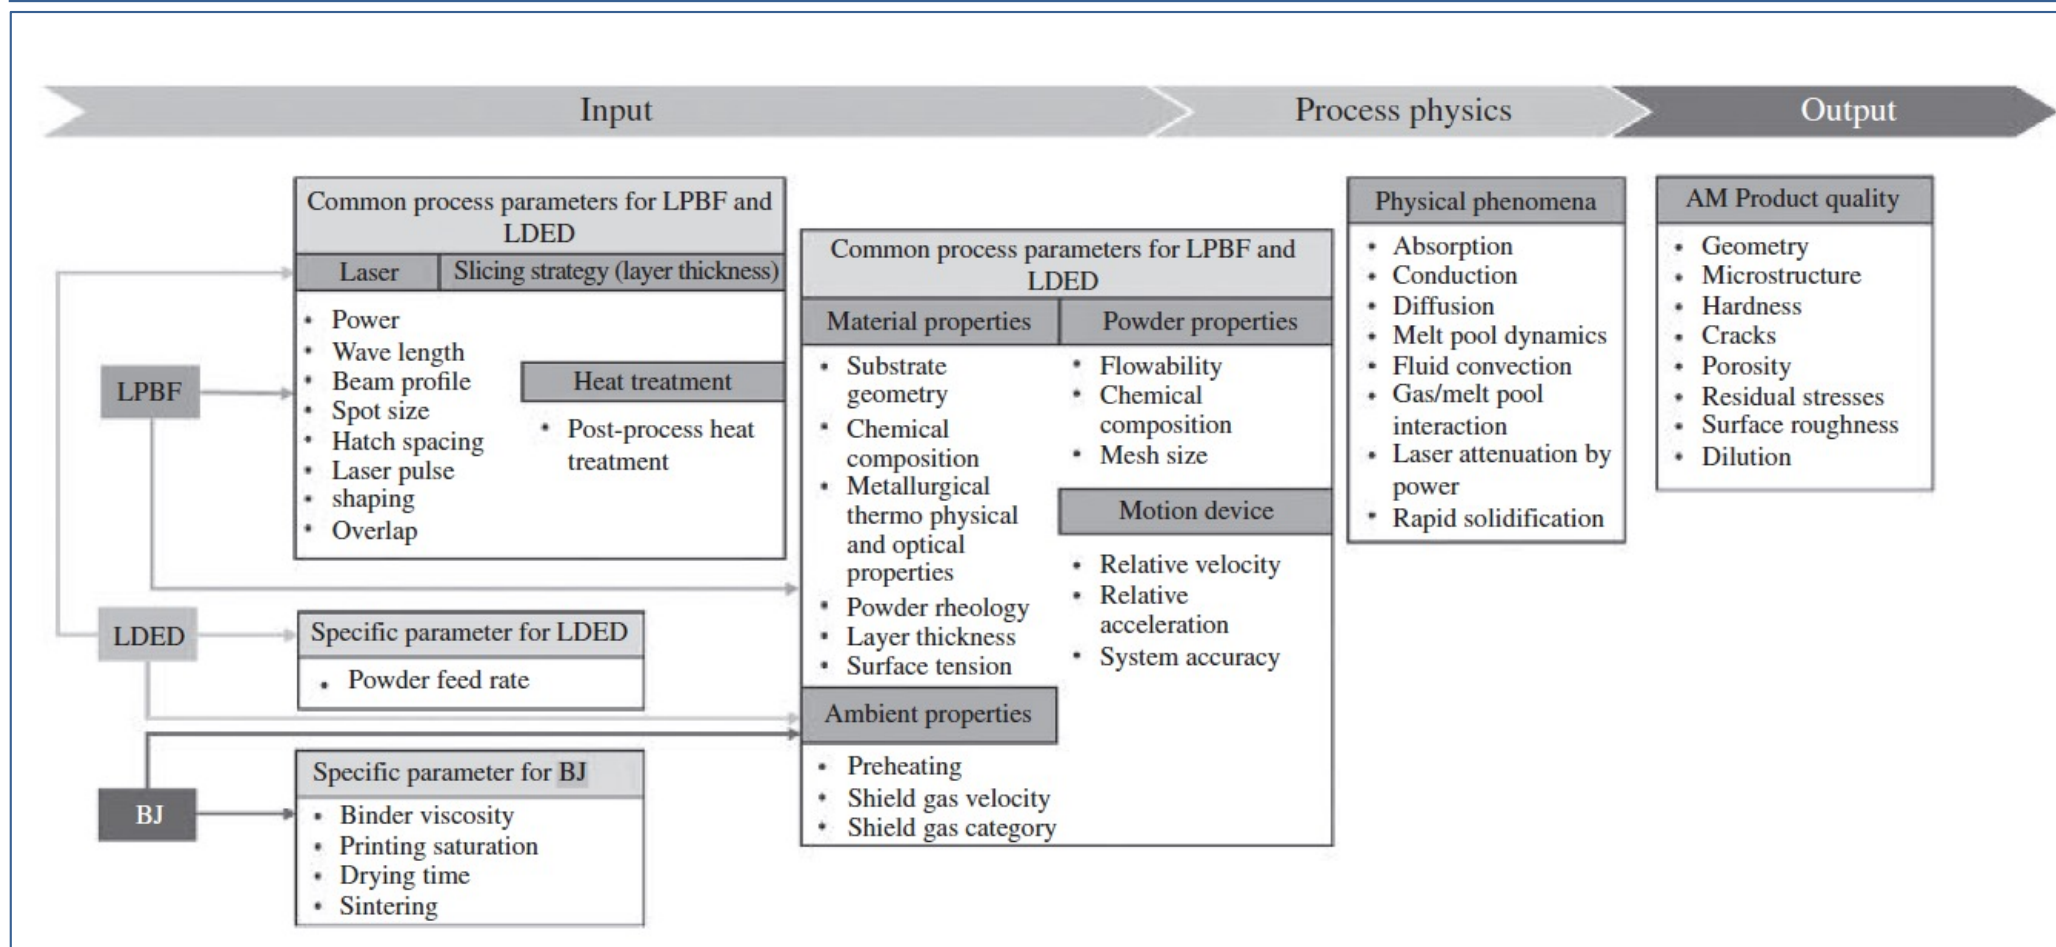 Input
Process physics
Output
LPBF
LDED
BJ
Common process parameters for LPBF and
LDED
Laser
Slicing strategy (layer thickness)
Power
Wave length
Beam profile
Spot size
Hatch spacing
Laser pulse
shaping
Overlap
Heat treatment
Post-process heat
treatment
Specific parameter for LDED
Powder feed rate
Specific parameter for BJ
Binder viscosity
Printing saturation
Drying time
Sintering
Common process parameters for LPBF and
LDED
Material properties
Substrate
geometry
Chemical
composition
Metallurgical
thermo physical
and optical
properties
Powder rheology
Layer thickness
Surface tension
Powder properties
Flowability
Chemical
composition
Mesh size
Motion device
Relative velocity
Relative
acceleration
System accuracy
Ambient properties
Preheating
Shield gas velocity
Shield gas category
Physical phenomena
Absorption
Conduction
Diffusion
Melt pool dynamics
Fluid convection
Gas/melt pool
interaction
Laser attenuation by
power
Rapid solidification
AM Product quality
Geometry
Microstructure
Hardness
Cracks
Porosity
Residual stresses
Surface roughness
Dilution